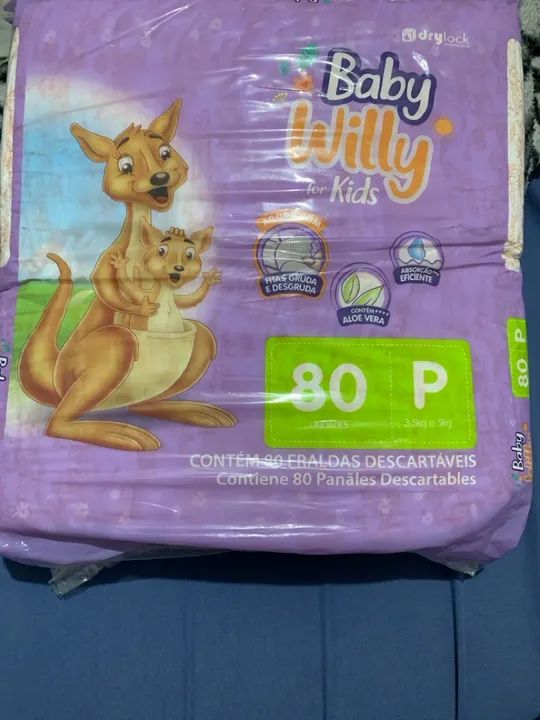 drylock
Baby
Willy
for Kids
FITAS GRUDA
E DESGRUDA
CONTÉM****
ALOE VERA
ABSORÇÃO***
EFICIENTE
80
UNIDADES
P
3,5kg a 5kg
CONTÉM 80 FRALDAS DESCARTÁVEIS
Contiene 80 Panãles Descartables
80 P
Baby
Willy